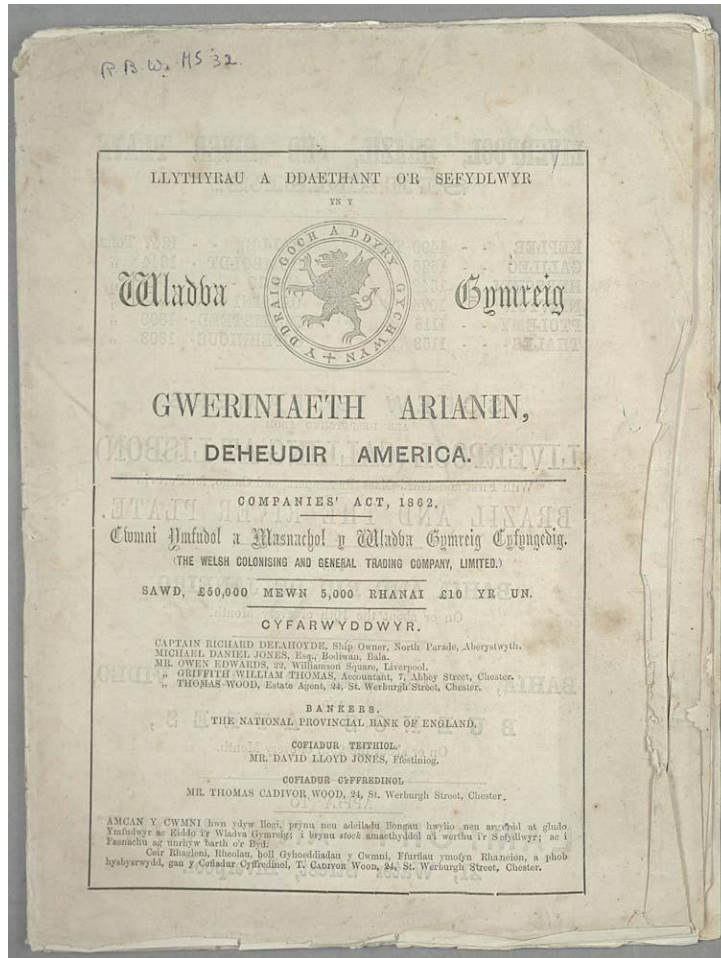 R.B.W. MS 32.
LLYTHYRAU A DDAETHANT O'R SEFYDLWYR
YN Y
Wladva Gymreig
Y DDRAIG GOCH A DDYRY GYCHWYN
GWERINIAETH ARIANIN,
DEHEUDIR AMERICA.
COMPANIES' ACT, 1862.
Cwmni Ymfudol a Masnachol y Wladva Gymreig Cyfyngedig.
(THE WELSH COLONISING AND GENERAL TRADING COMPANY, LIMITED.)
SAWD, £50,000 MEWN 5,000 RHANAI £10 YR UN.
CYFARWYDDWYR.
CAPTAIN RICHARD DELAHOYDE, Ship Owner, North Parade, Aberystwyth.
MICHAEL DANIEL JONES, Esq., Bodiwan, Bala.
MR. OWEN EDWARDS, 22, Williamson Square, Liverpool.
„ GRIFFITH WILLIAM THOMAS, Accountant, 7, Abbey Street, Chester.
„ THOMAS WOOD, Estate Agent, 24, St. Werburgh Street, Chester.
BANKERS.
THE NATIONAL PROVINCIAL BANK OF ENGLAND.
COFIADUR TEITHIOL
MR. DAVID LLOYD JONES, Ffestiniog.
COFIADUR CYFFREDINOL
MR. THOMAS CADIVOR WOOD, 24, St. Werburgh Street, Chester.
AMCAN Y CWMNI hwn ydyw llogi, prynu neu adeiladu llongau hwylio neu argerdd at gludo
Ymfudwyr ac Eiddo i'r Wladva Gymreig; i brynu stock amaethyddol a'i werthu i'r Sefydlwyr; ac i
Fasnachu ag unrhyw barth o'r Byd.
Ceir Rhagleni, Rheolau, holl Gyhoeddiadau y Cwmni, Ffurflau ymofyn Rhaneion, a phob
hysbysrwydd, gan y Cofiadur Cyffredinol, T. CADIVOR WOOD, 24, St. Werburgh Street, Chester.